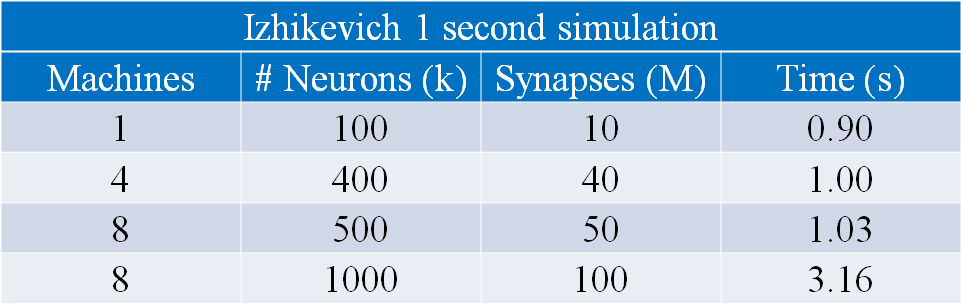 Izhikevich 1 second simulation
Machines # Neurons (k) Synapses (M) Time (s)
1 100 10 0.90
4 400 40 1.00
8 500 50 1.03
8 1000 100 3.16